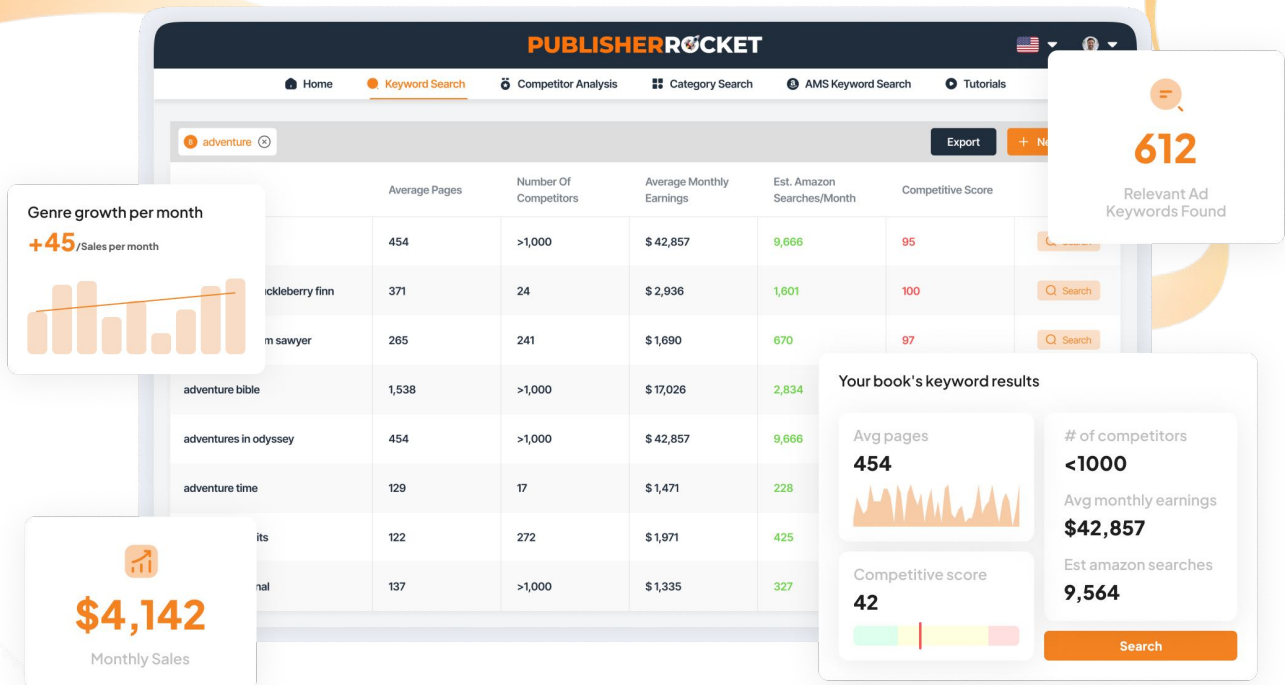 PUBLISHERROCKET
Home
Keyword Search
Competitor Analysis
Category Search
AMS Keyword Search
Tutorials
adventure
Export
+
612
Relevant Ad
Keywords Found
Average Pages
Number Of
Competitors
Average Monthly
Earnings
Est. Amazon
Searches/Month
Competitive Score
Genre growth per month
+45/Sales per month
454 >1,000 $ 42,857 9,666 95
finn 371 24 $ 2,936 1,601 100 Search
sawyer 265 241 $ 1,690 670 97 Search
adventure bible 1,538 >1,000 $ 17,026 2,834
adventures in odyssey 454 >1,000 $ 42,857 9,666
adventure time 129 17 $ 1,471 228
122 272 $ 1,971 425
137 >1,000 $ 1,335 327
$4,142
Monthly Sales
Your book's keyword results
Avg pages
454
Competitive score
42
# of competitors
<1000
Avg monthly earnings
$42,857
Est amazon searches
9,564
Search